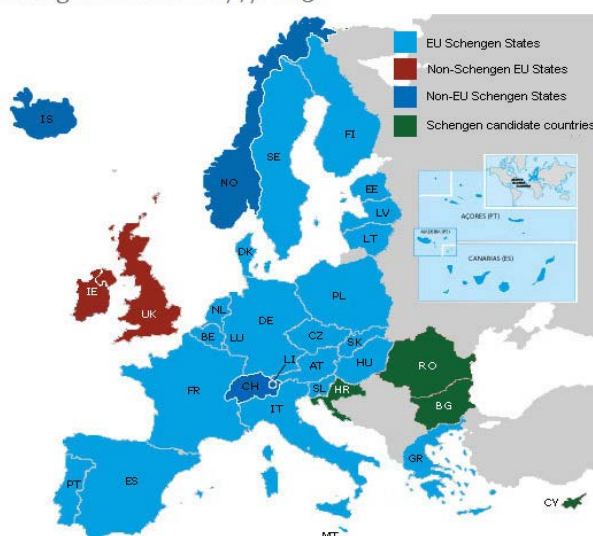 EU Schengen States
Non-Schengen EU States
Non-EU Schengen States
Schengen candidate countries
IS
FI
SE
NO
EE
LV
AÇORES (PT)
LT
MADEIRA (PT)
DK
CANARIAS (ES)
IE
UK
NL
PL
DE
BE
LU
CZ
SK
LI
AT
HU
RO
CH
FR
SL
HR
IT
BG
GR
PT
ES
CY
MT